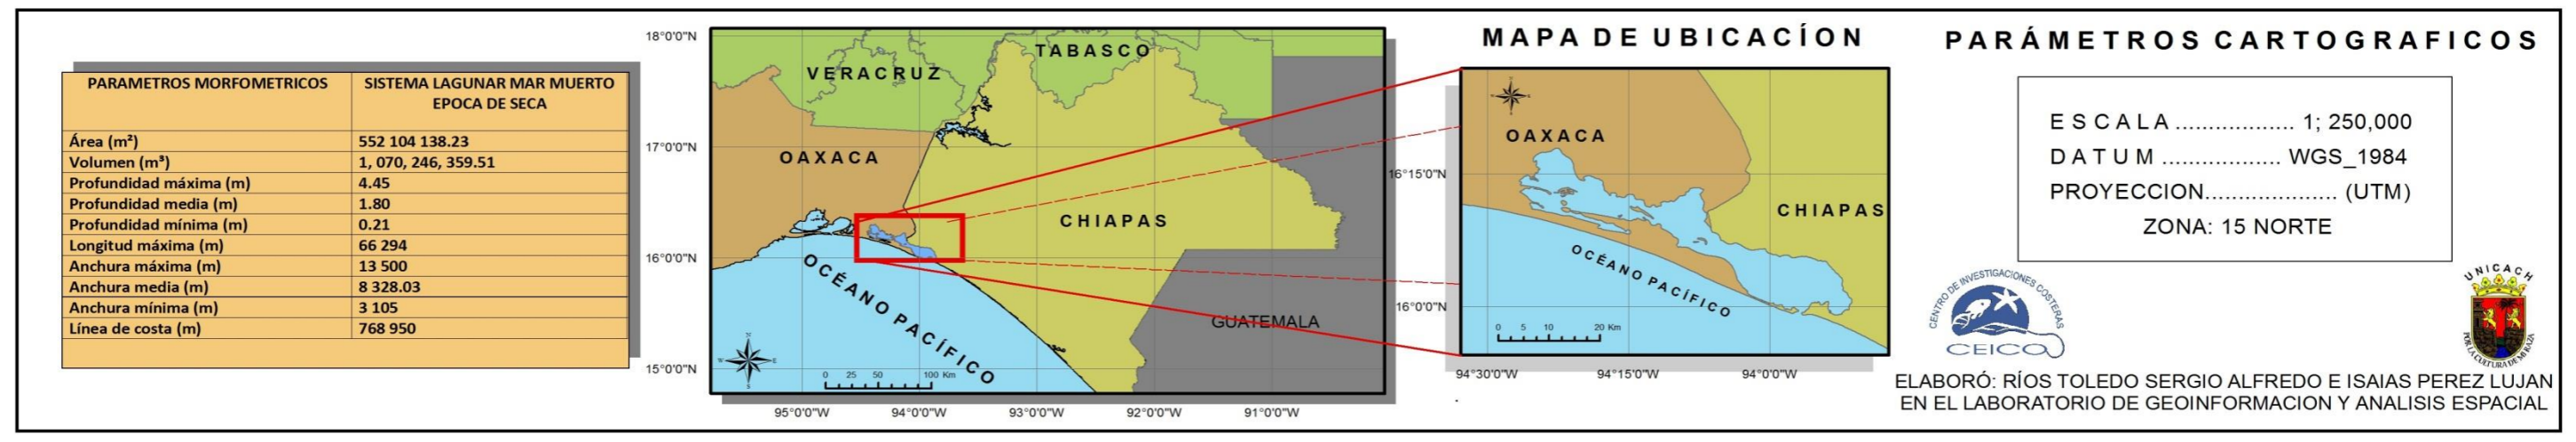 PARAMETROS MORFOMETRICOS SISTEMA LAGUNAR MAR MUERTO
EPOCA DE SECA
Área (m²) 552 104 138.23
Volumen (m³) 1, 070, 246, 359.51
Profundidad máxima (m) 4.45
Profundidad media (m) 1.80
Profundidad mínima (m) 0.21
Longitud máxima (m) 66 294
Anchura máxima (m) 13 500
Anchura media (m) 8 328.03
Anchura mínima (m) 3 105
Línea de costa (m) 768 950
18°0'0"N
17°0'0"N
16°0'0"N
15°0'0"N
VERACRUZ
TABASCO
OAXACA
CHIAPAS
OCÉANO PACÍFICO
GUATEMALA
N
W E
S
0 25 50 100 Km
95°0'0"W 94°0'0"W 93°0'0"W 92°0'0"W 91°0'0"W
MAPA DE UBICACÍON
16°15'0"N
16°0'0"N
OAXACA
CHIAPAS
OCÉANO PACÍFICO
0 5 10 20 Km
94°30'0"W 94°15'0"W 94°0'0"W
PARÁMETROS CARTOGRAFICOS
ESCALA .................. 1; 250,000
DATUM .................. WGS_1984
PROYECCION.................... (UTM)
ZONA: 15 NORTE
CENTRO DE INVESTIGACIONES COSTERAS
CEICO
UNICACH
POR LA CULTURA DE MI RAZA
ELABORÓ: RÍOS TOLEDO SERGIO ALFREDO E ISAIAS PEREZ LUJAN
EN EL LABORATORIO DE GEOINFORMACION Y ANALISIS ESPACIAL